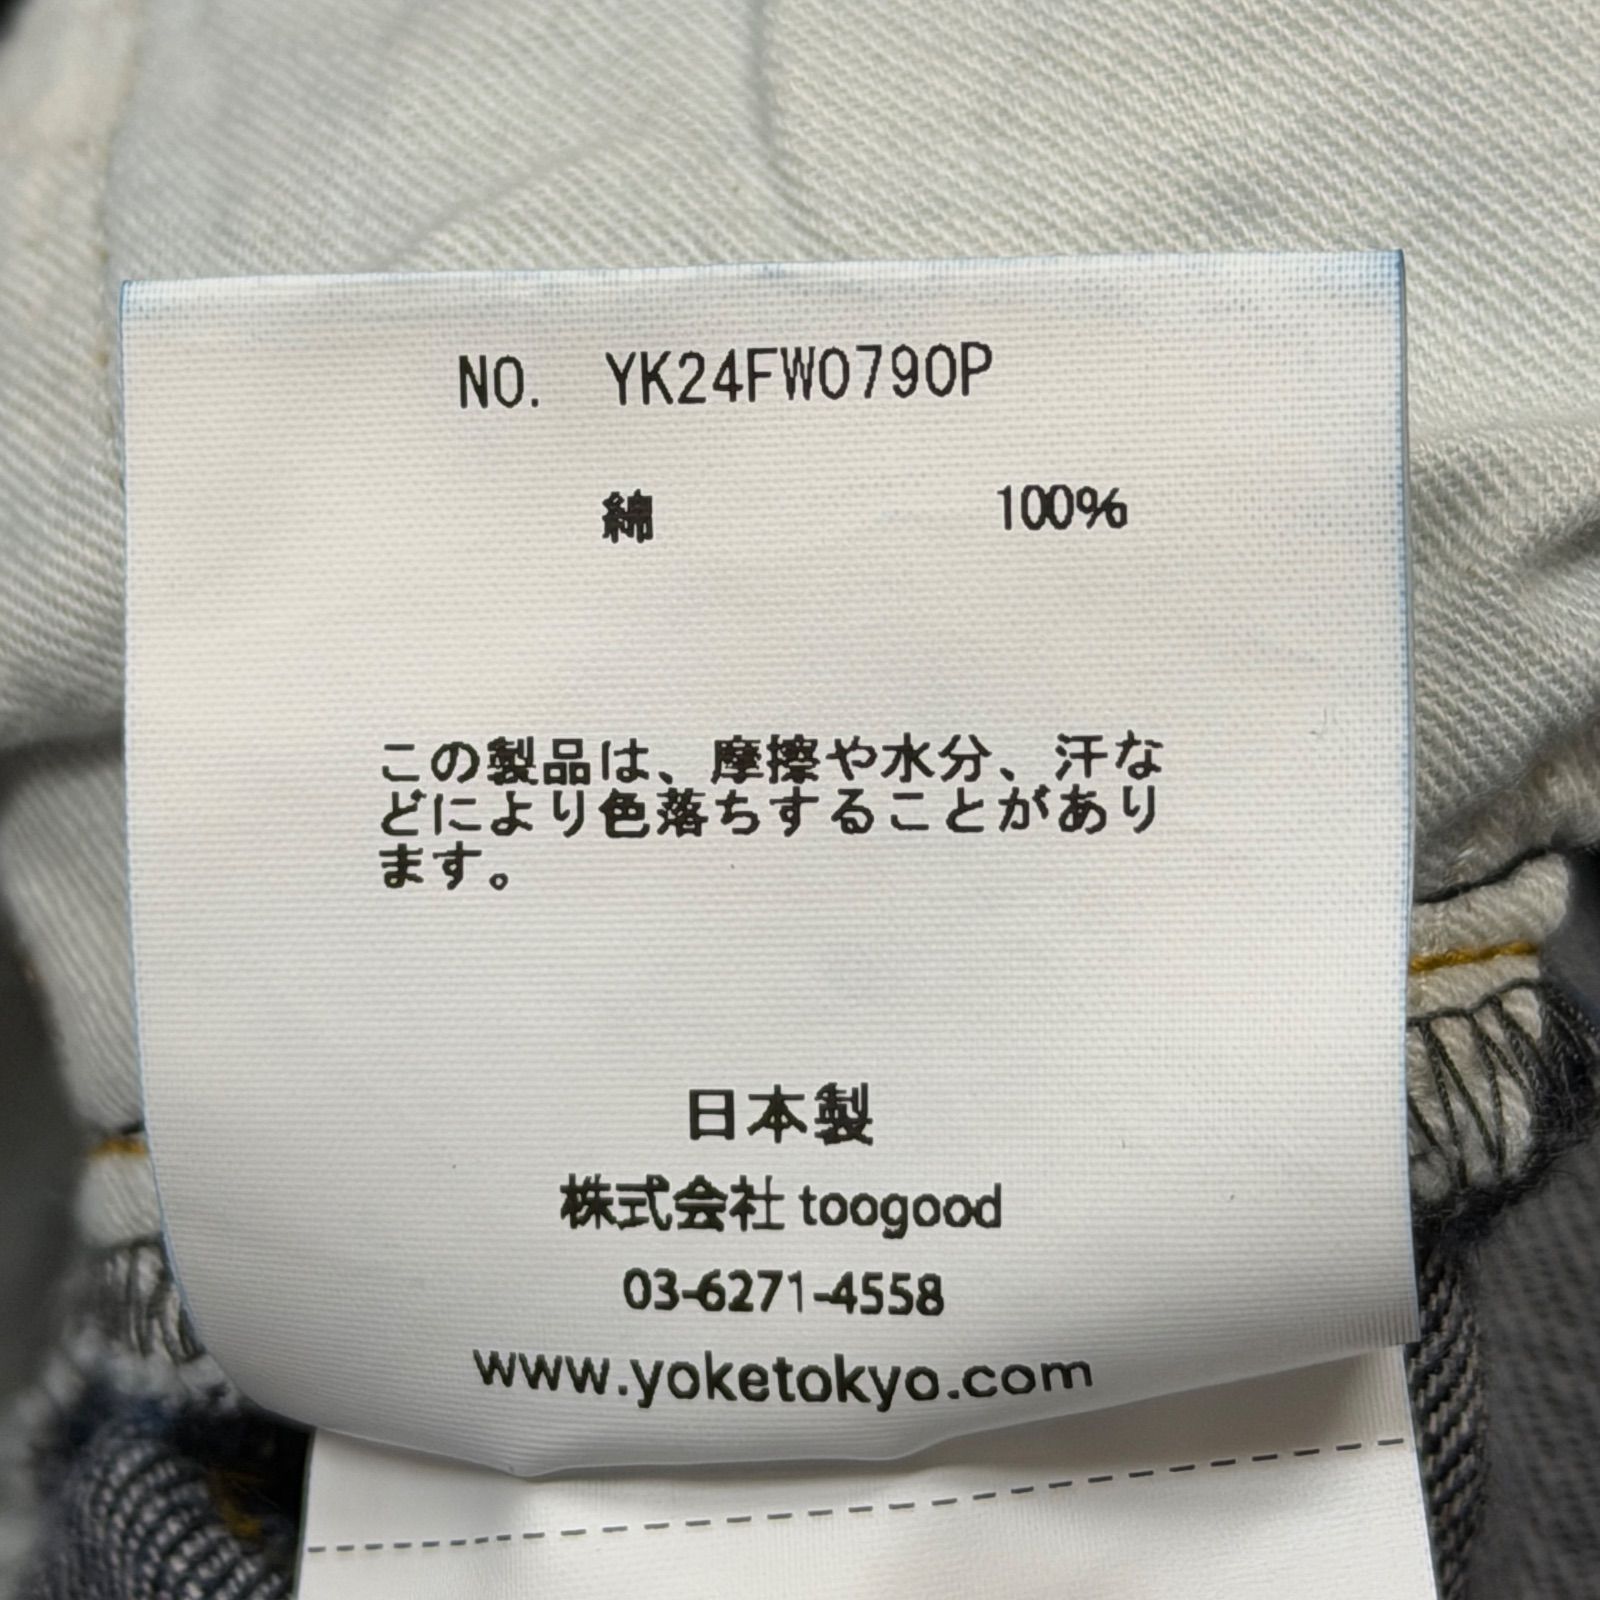 NO. YK24FW0790P
綿 100%
この製品は、摩擦や水分、汗な
どにより色落ちすることがあり
ます。
日本製
株式会社 toogood
03-6271-4558
www.yoketokyo.com